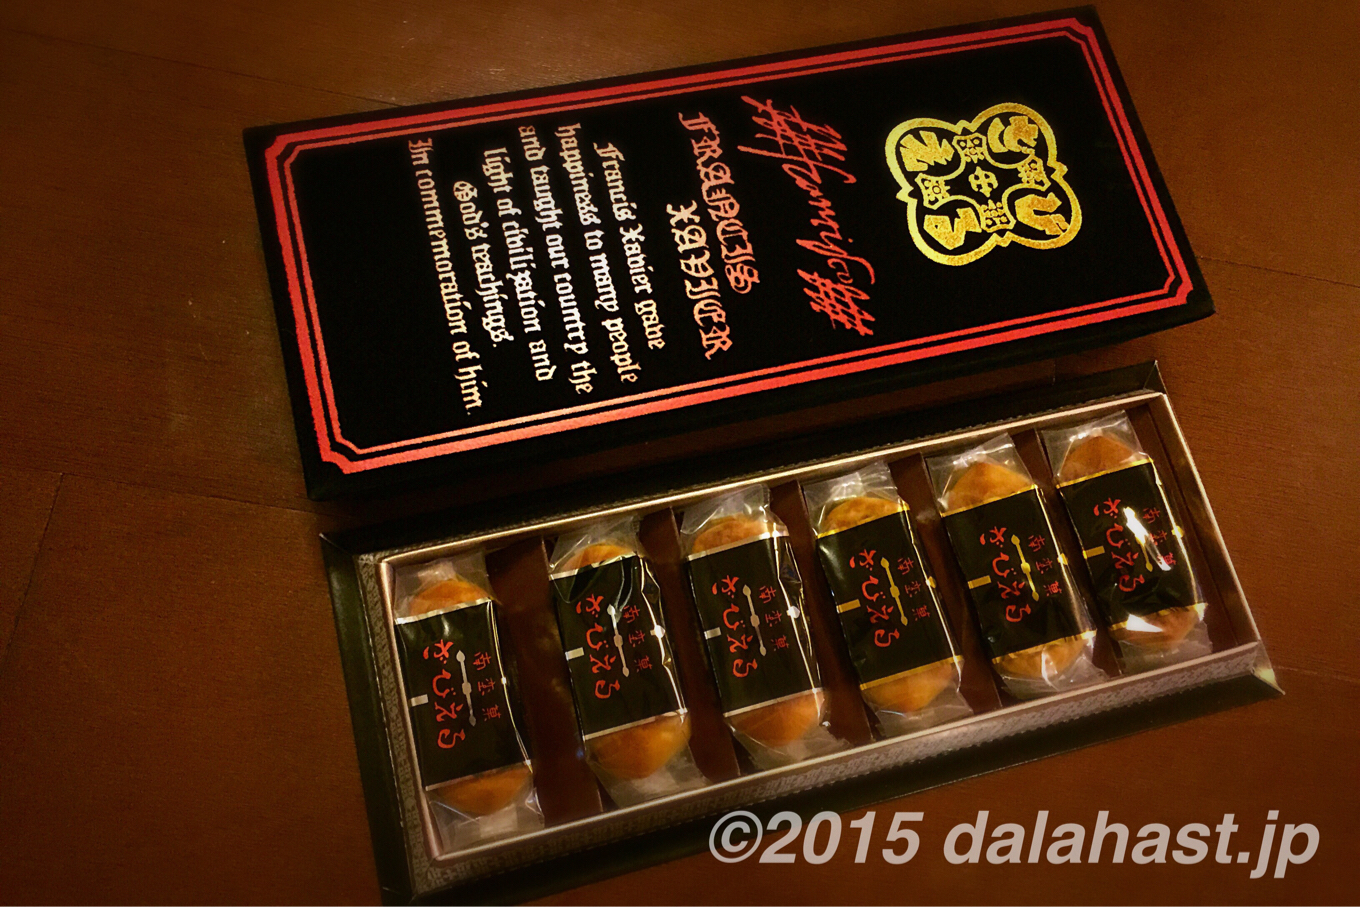 FRANCIS
XAVIER
Francis Xavier gave
happiness to many people
and taught our country the
light of civilization and
God's teachings.
In commemoration of him.
南蛮菓
ざびえる
南蛮菓
ざびえる
南蛮菓
ざびえる
南蛮菓
ざびえる
南蛮菓
ざびえる
南蛮菓
ざびえる
©2015 dalahast.jp